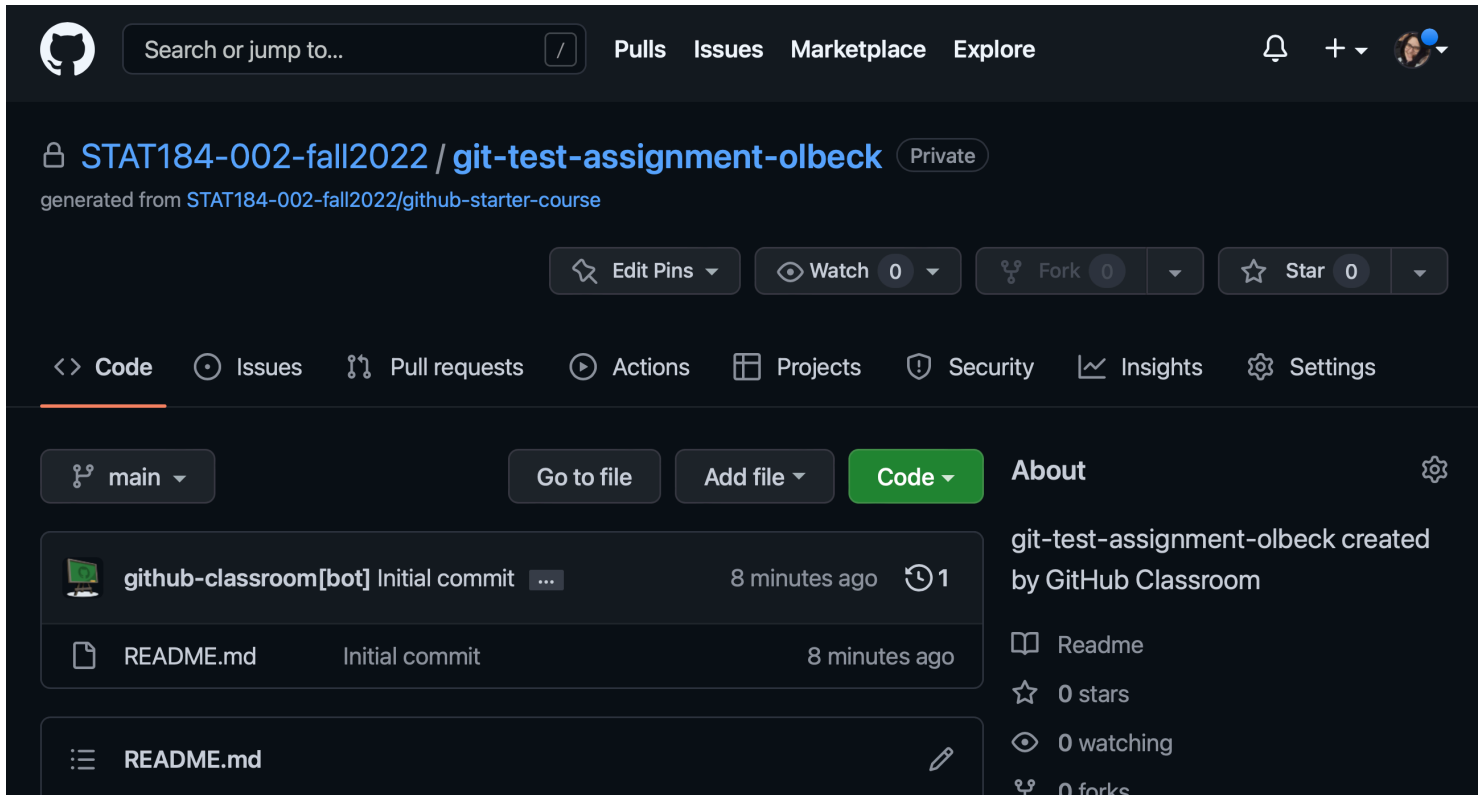 Search or jump to... / Pulls Issues Marketplace Explore
STAT184-002-fall2022 / git-test-assignment-olbeck Private
generated from STAT184-002-fall2022/github-starter-course
Edit Pins Watch 0 Fork 0 Star 0
Code Issues Pull requests Actions Projects Security Insights Settings
main Go to file Add file Code
github-classroom[bot] Initial commit ... 8 minutes ago 1
README.md Initial commit 8 minutes ago
README.md
About
git-test-assignment-olbeck created
by GitHub Classroom
Readme
0 stars
0 watching
0 forks